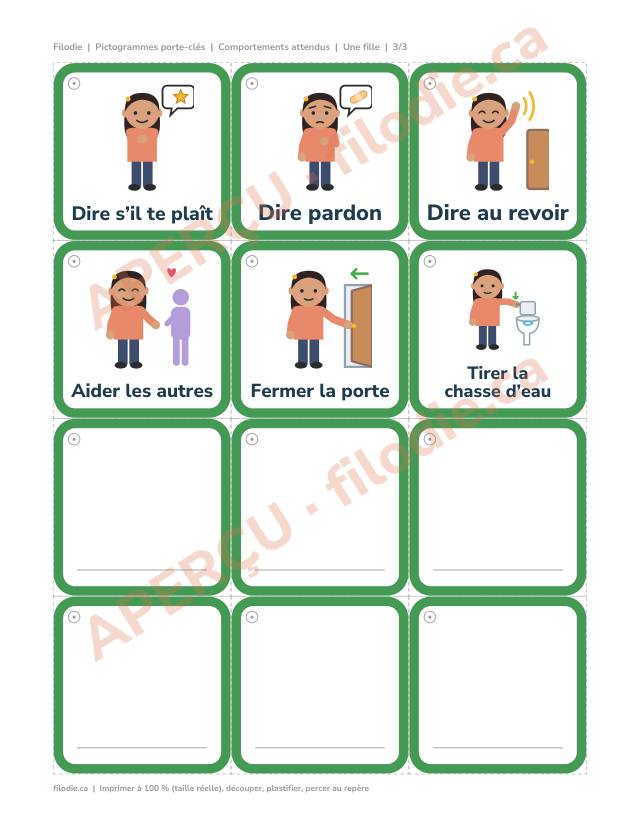 Filodie | Pictogrammes porte-clés | Comportements attendus | Une fille | 3/3
Dire s’il te plaît
Dire pardon
Dire au revoir
Aider les autres
Fermer la porte
Tirer la
chasse d’eau
APERÇU · filodie.ca
APERÇU · filodie.ca
filodie.ca | Imprimer à 100 % (taille réelle), découper, plastifier, percer au repère